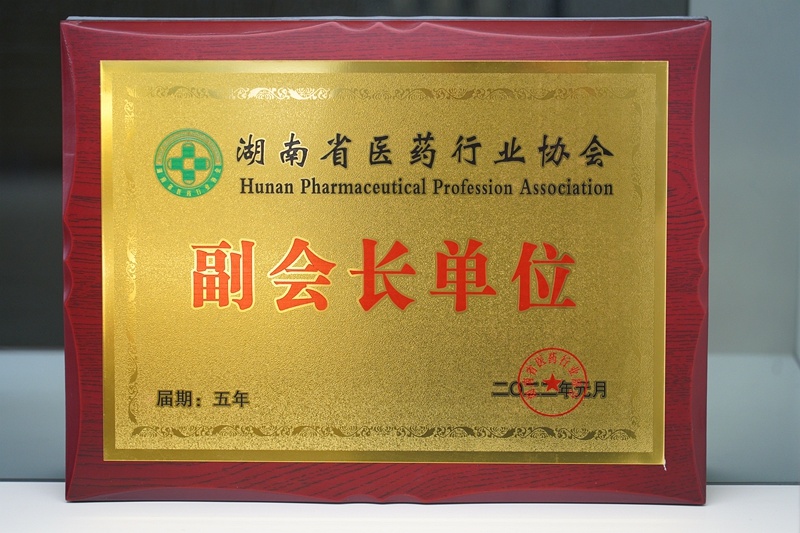 湖南省医药行业协会
Hunan Pharmaceutical Profession Association
副会长单位
届期：五年
二〇二二年元月